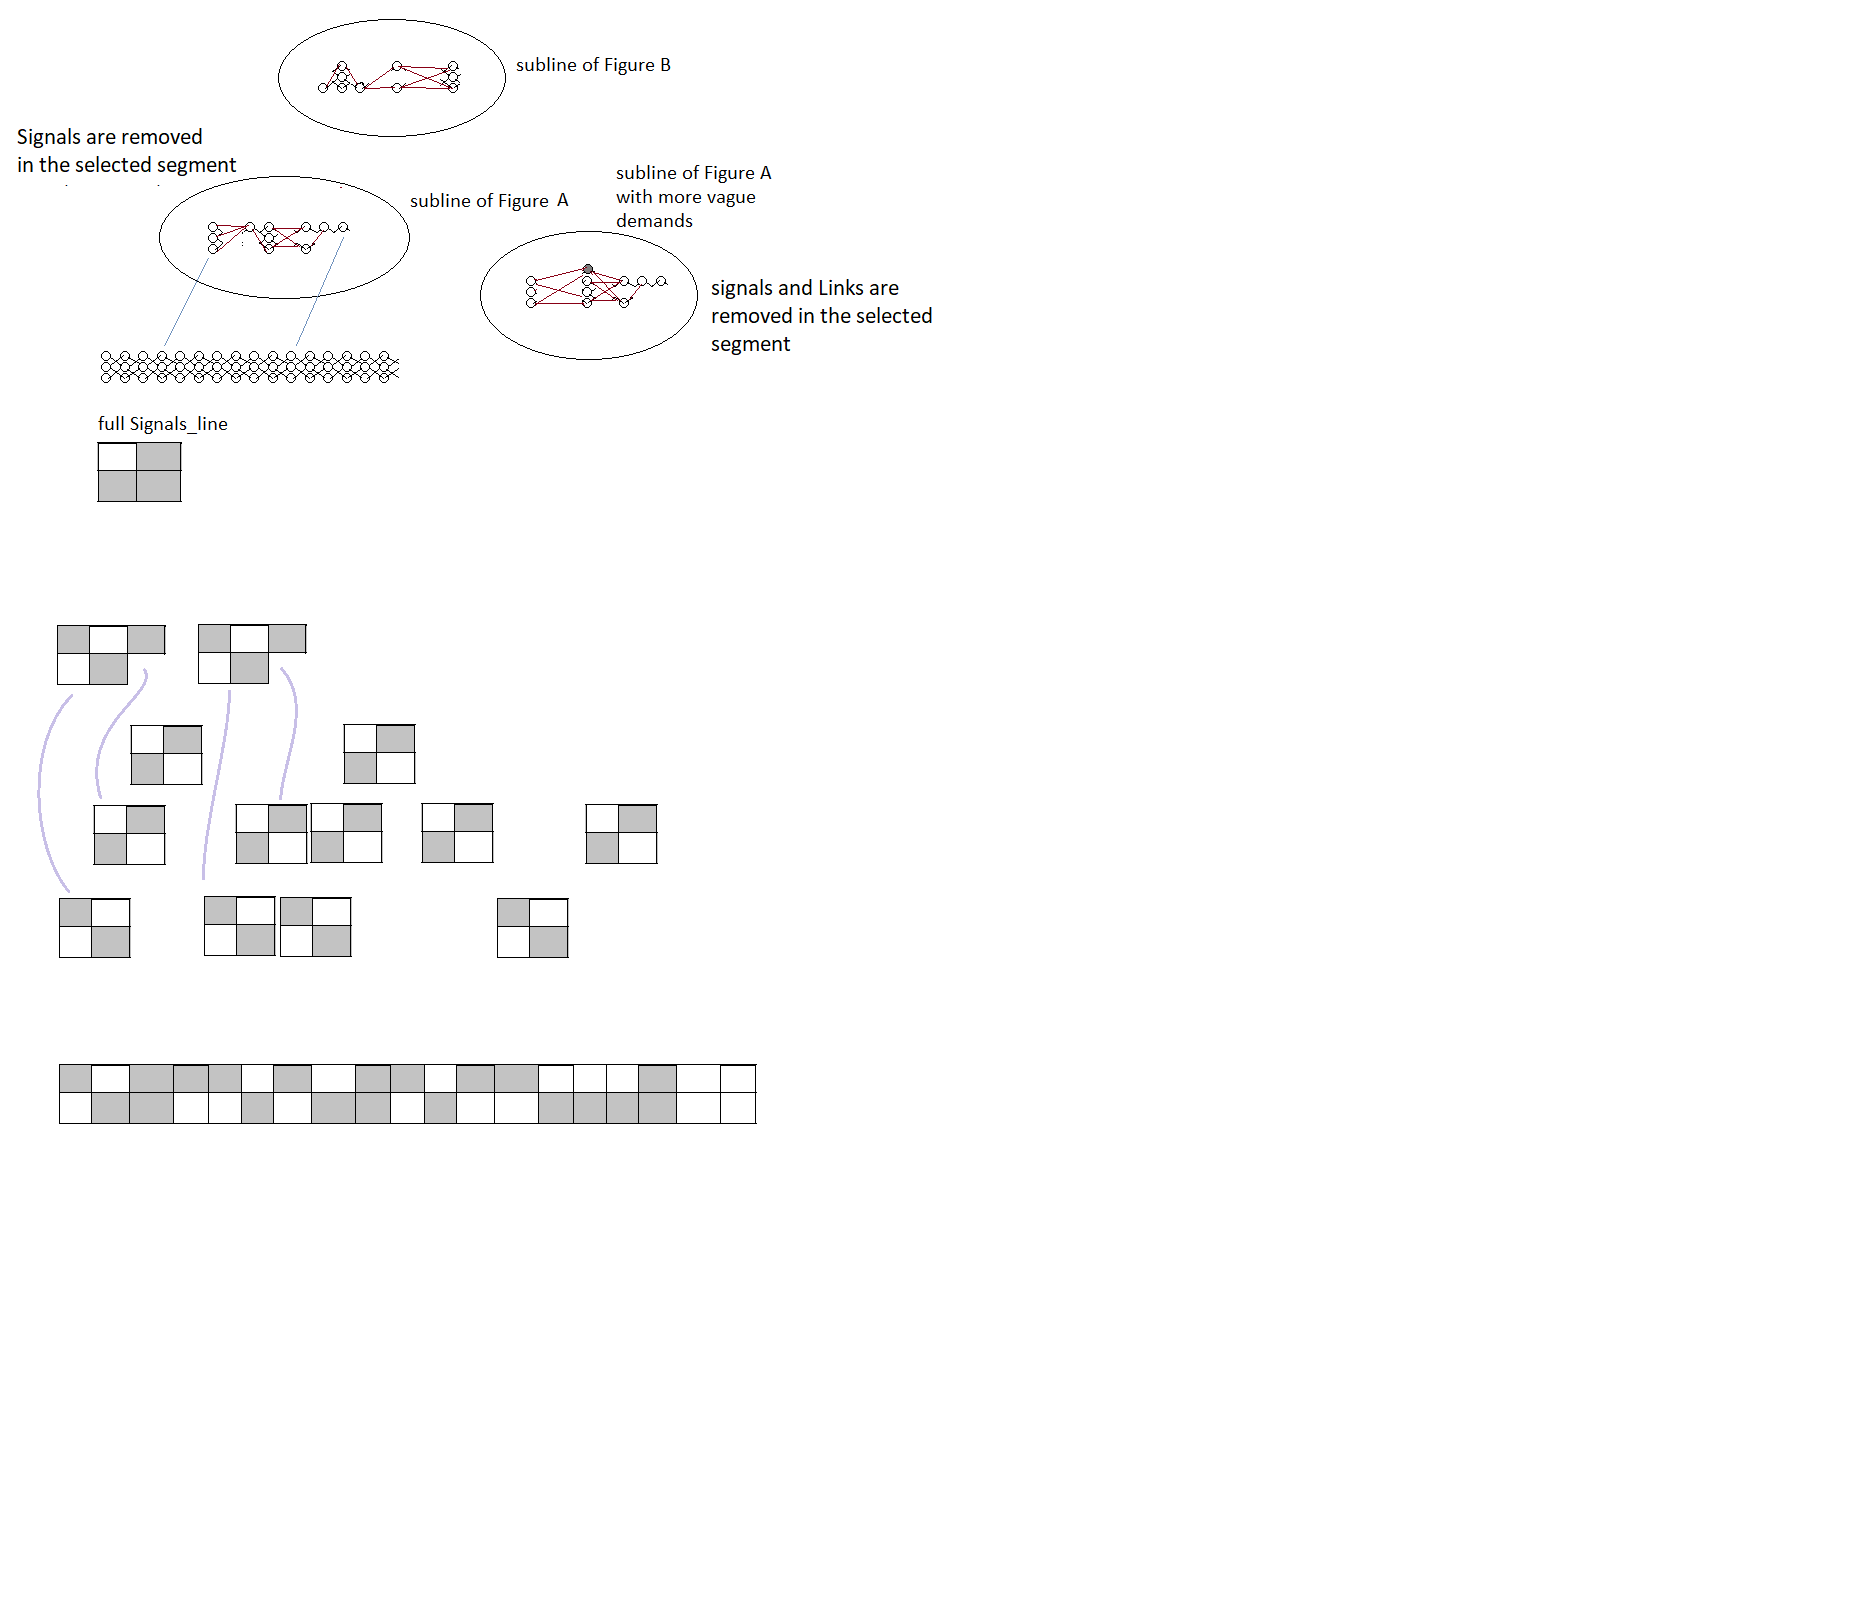 subline of Figure B
Signals are removed
in the selected segment
subline of Figure A
subline of Figure A
with more vague
demands
signals and Links are
removed in the selected
segment
full Signals_line